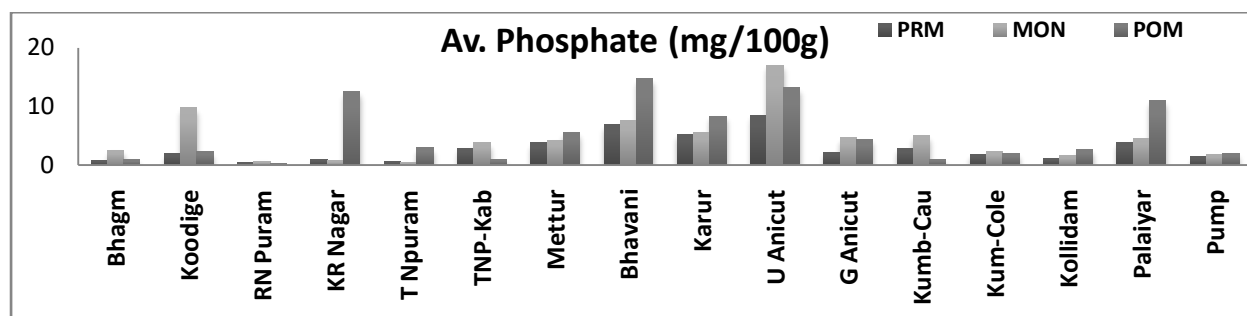 Av. Phosphate (mg/100g)
PRM MON POM
20
10
0
Bhagm
Koodige
RN Puram
KR Nagar
T Npuram
TNP-Kab
Mettur
Bhavani
Karur
U Anicut
G Anicut
Kumb-Cau
Kum-Cole
Kollidam
Palaiyar
Pump